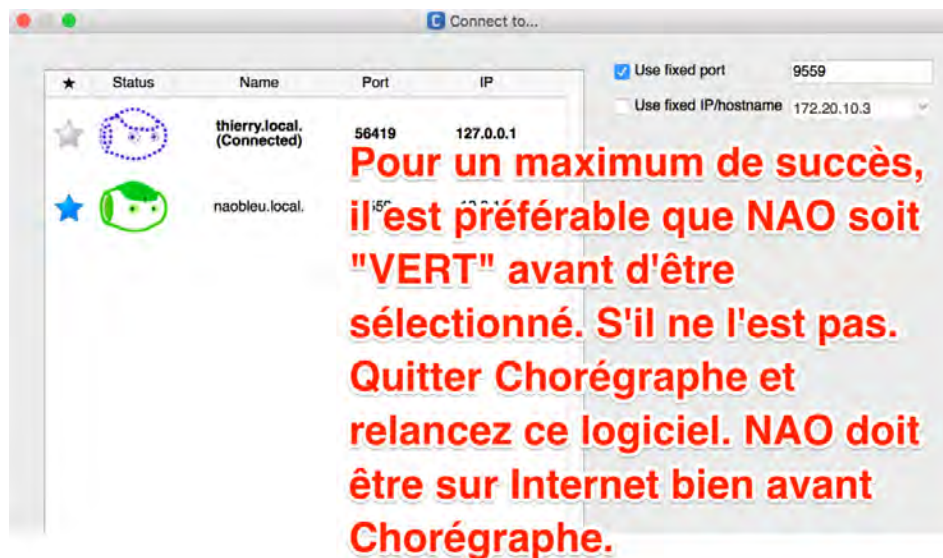 Connect to...
★ Status Name Port IP
thierry.local. 56419 127.0.0.1
(Connected)
naobleu.local.
Use fixed port 9559
Use fixed IP/hostname 172.20.10.3
Pour un maximum de succès,
il est préférable que NAO soit
"VERT" avant d'être
sélectionné. S'il ne l'est pas.
Quitter Chorégraphe et
relancez ce logiciel. NAO doit
être sur Internet bien avant
Chorégraphe.